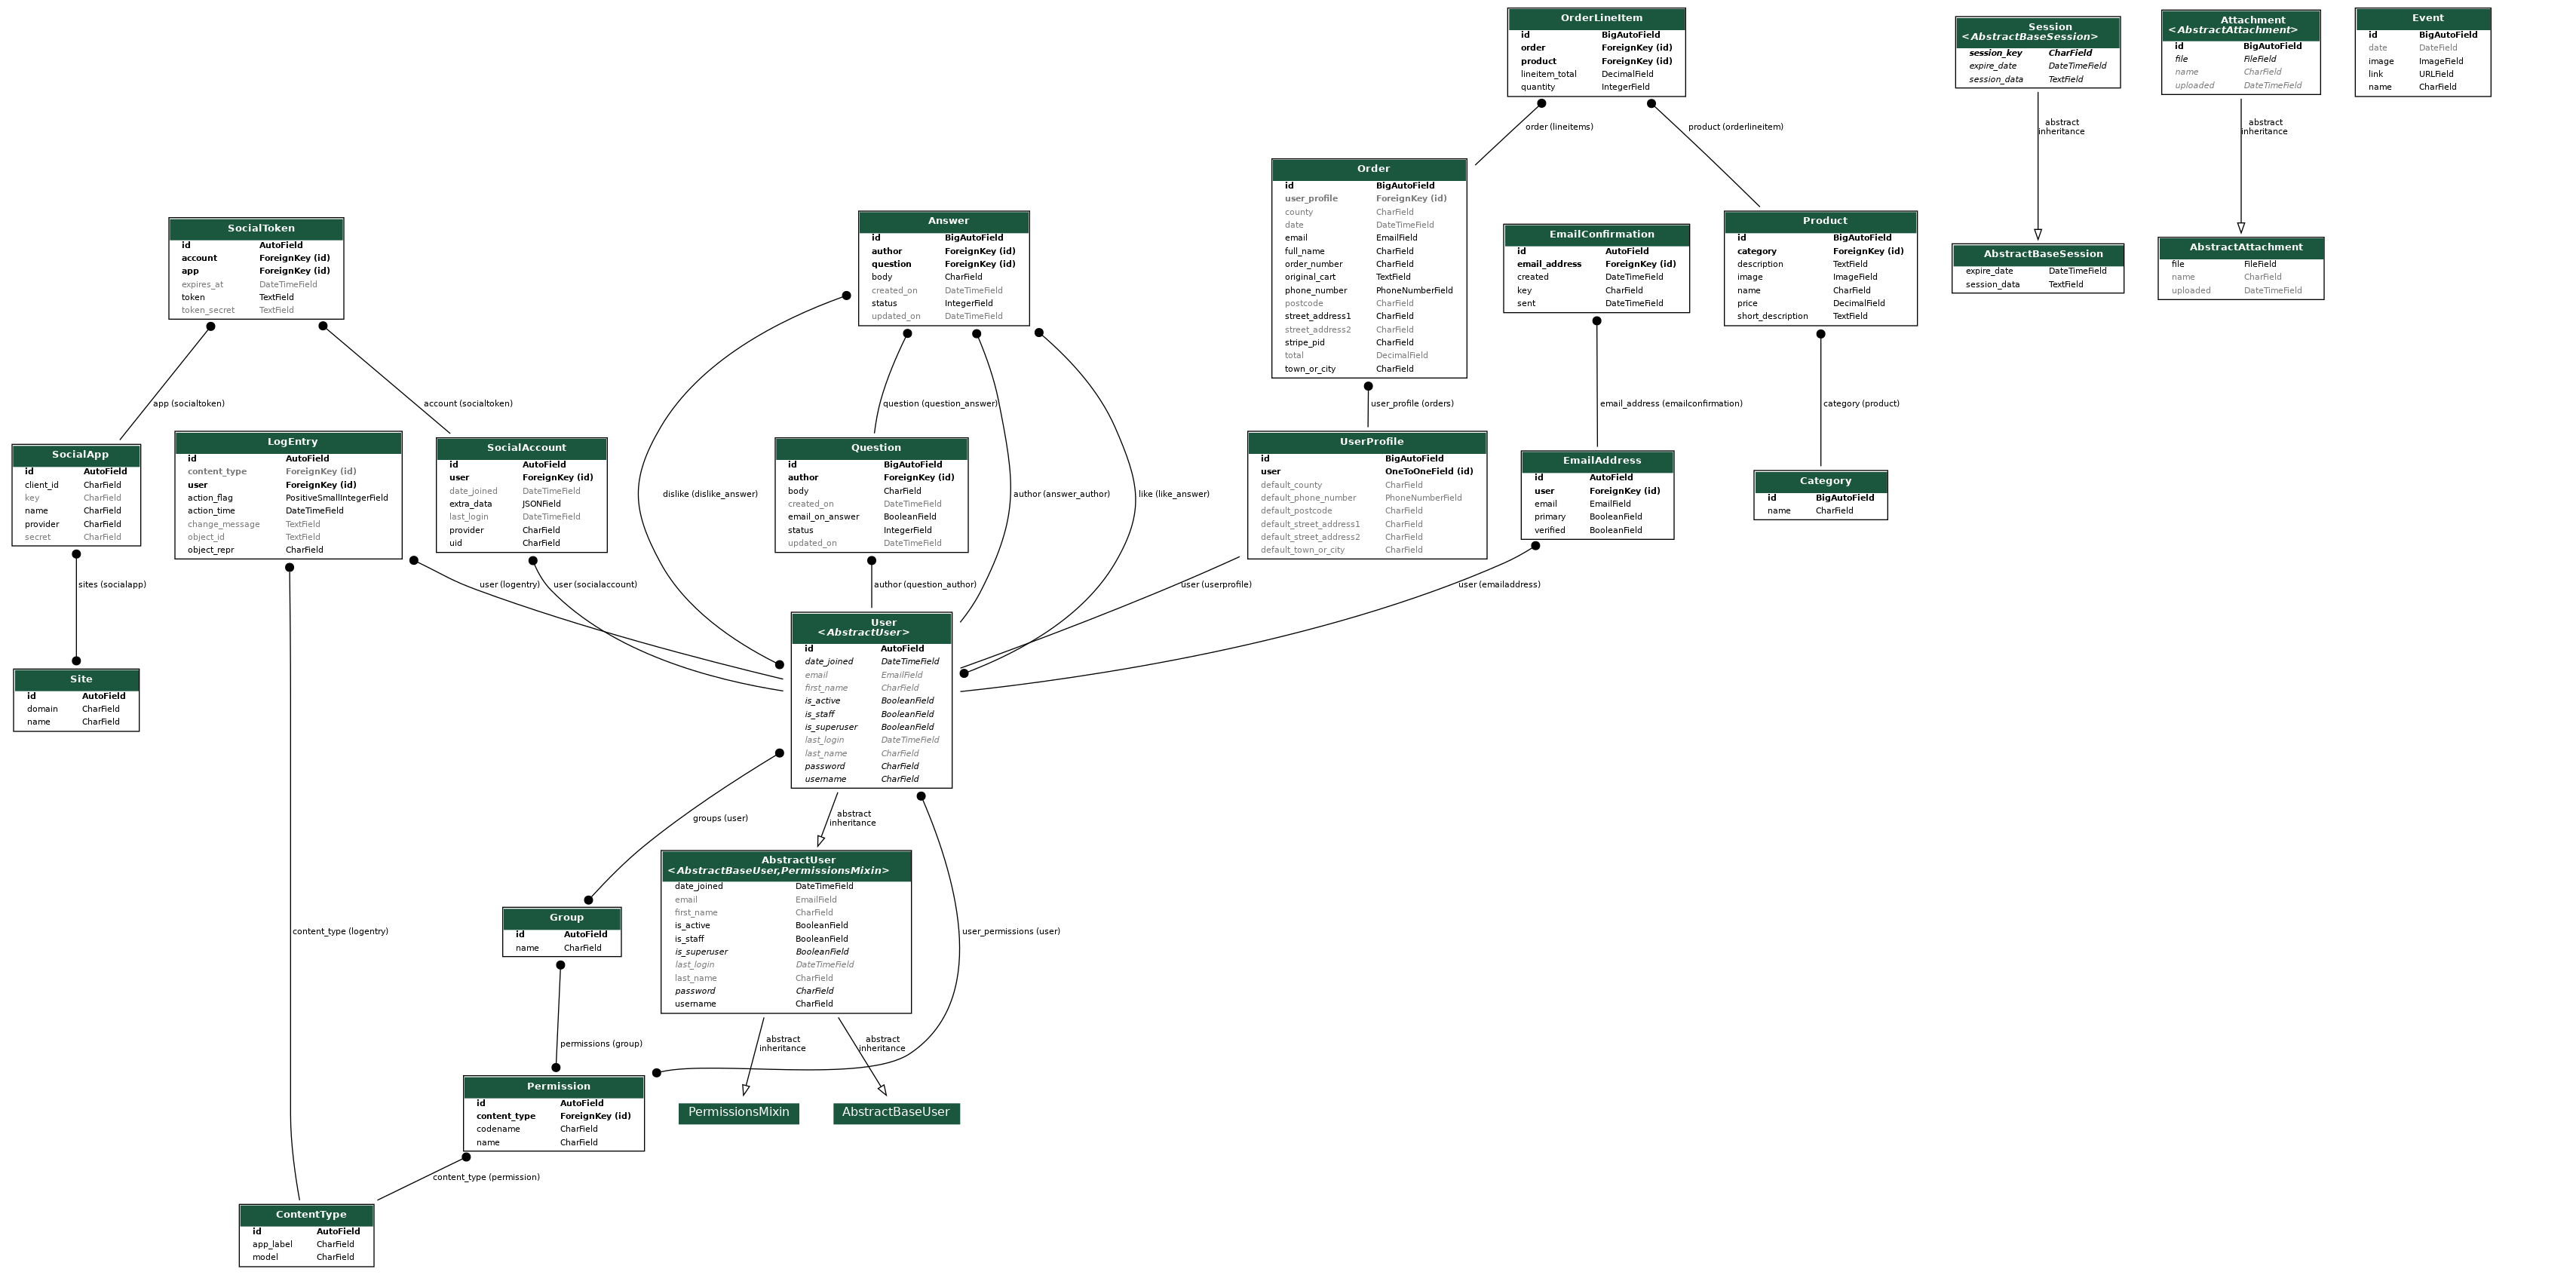 OrderLineItem
id BigAutoField
order ForeignKey (id)
product ForeignKey (id)
lineitem_total DecimalField
quantity IntegerField
Session
<AbstractBaseSession>
session_key CharField
expire_date DateTimeField
session_data TextField
Attachment
<AbstractAttachment>
id BigAutoField
file FileField
name CharField
uploaded DateTimeField
Event
id BigAutoField
date DateField
image ImageField
link URLField
name CharField
order (lineitems)
product (orderlineitem)
abstract
inheritance
abstract
inheritance
Order
id BigAutoField
user_profile ForeignKey (id)
county CharField
date DateTimeField
email EmailField
full_name CharField
order_number CharField
original_cart TextField
phone_number PhoneNumberField
postcode CharField
street_address1 CharField
street_address2 CharField
stripe_pid CharField
total DecimalField
town_or_city CharField
SocialToken
id AutoField
account ForeignKey (id)
app ForeignKey (id)
expires_at DateTimeField
token TextField
token_secret TextField
Answer
id BigAutoField
author ForeignKey (id)
question ForeignKey (id)
body CharField
created_on DateTimeField
status IntegerField
updated_on DateTimeField
EmailConfirmation
id AutoField
email_address ForeignKey (id)
created DateTimeField
key CharField
sent DateTimeField
Product
id BigAutoField
category ForeignKey (id)
description TextField
image ImageField
name CharField
price DecimalField
short_description TextField
AbstractBaseSession
expire_date DateTimeField
session_data TextField
AbstractAttachment
file FileField
name CharField
uploaded DateTimeField
app (socialtoken)
account (socialtoken)
question (question_answer)
user_profile (orders)
email_address (emailconfirmation)
category (product)
SocialApp
id AutoField
client_id CharField
key CharField
name CharField
provider CharField
secret CharField
LogEntry
id AutoField
content_type ForeignKey (id)
user ForeignKey (id)
action_flag PositiveSmallIntegerField
action_time DateTimeField
change_message TextField
object_id TextField
object_repr CharField
SocialAccount
id AutoField
user ForeignKey (id)
date_joined DateTimeField
extra_data JSONField
last_login DateTimeField
provider CharField
uid CharField
dislike (dislike_answer)
Question
id BigAutoField
author ForeignKey (id)
body CharField
created_on DateTimeField
email_on_answer BooleanField
status IntegerField
updated_on DateTimeField
author (answer_author)
like (like_answer)
UserProfile
id BigAutoField
user OneToOneField (id)
default_county CharField
default_phone_number PhoneNumberField
default_postcode CharField
default_street_address1 CharField
default_street_address2 CharField
default_town_or_city CharField
EmailAddress
id AutoField
user ForeignKey (id)
email EmailField
primary BooleanField
verified BooleanField
Category
id BigAutoField
name CharField
sites (socialapp)
user (logentry)
user (socialaccount)
author (question_author)
user (userprofile)
user (emailaddress)
Site
id AutoField
domain CharField
name CharField
User
<AbstractUser>
id AutoField
date_joined DateTimeField
email EmailField
first_name CharField
is_active BooleanField
is_staff BooleanField
is_superuser BooleanField
last_login DateTimeField
last_name CharField
password CharField
username CharField
groups (user)
abstract
inheritance
AbstractUser
<AbstractBaseUser,PermissionsMixin>
date_joined DateTimeField
email EmailField
first_name CharField
is_active BooleanField
is_staff BooleanField
is_superuser BooleanField
last_login DateTimeField
last_name CharField
password CharField
username CharField
Group
id AutoField
name CharField
content_type (logentry)
user_permissions (user)
permissions (group)
abstract
inheritance
abstract
inheritance
Permission
id AutoField
content_type ForeignKey (id)
codename CharField
name CharField
PermissionsMixin
AbstractBaseUser
content_type (permission)
ContentType
id AutoField
app_label CharField
model CharField